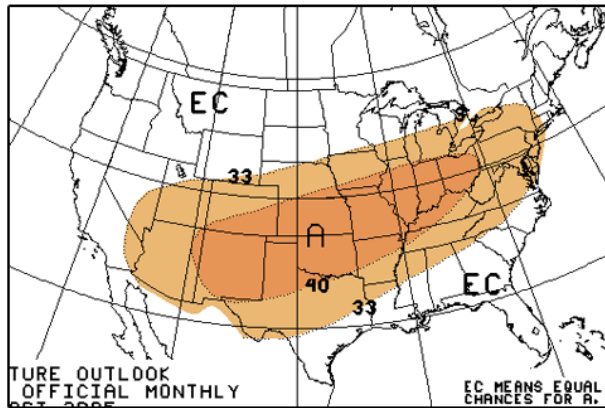 EC
33
A
40
EC
33
TURE OUTLOOK
OFFICIAL MONTHLY
EC MEANS EQUAL
CHANCES FOR A,